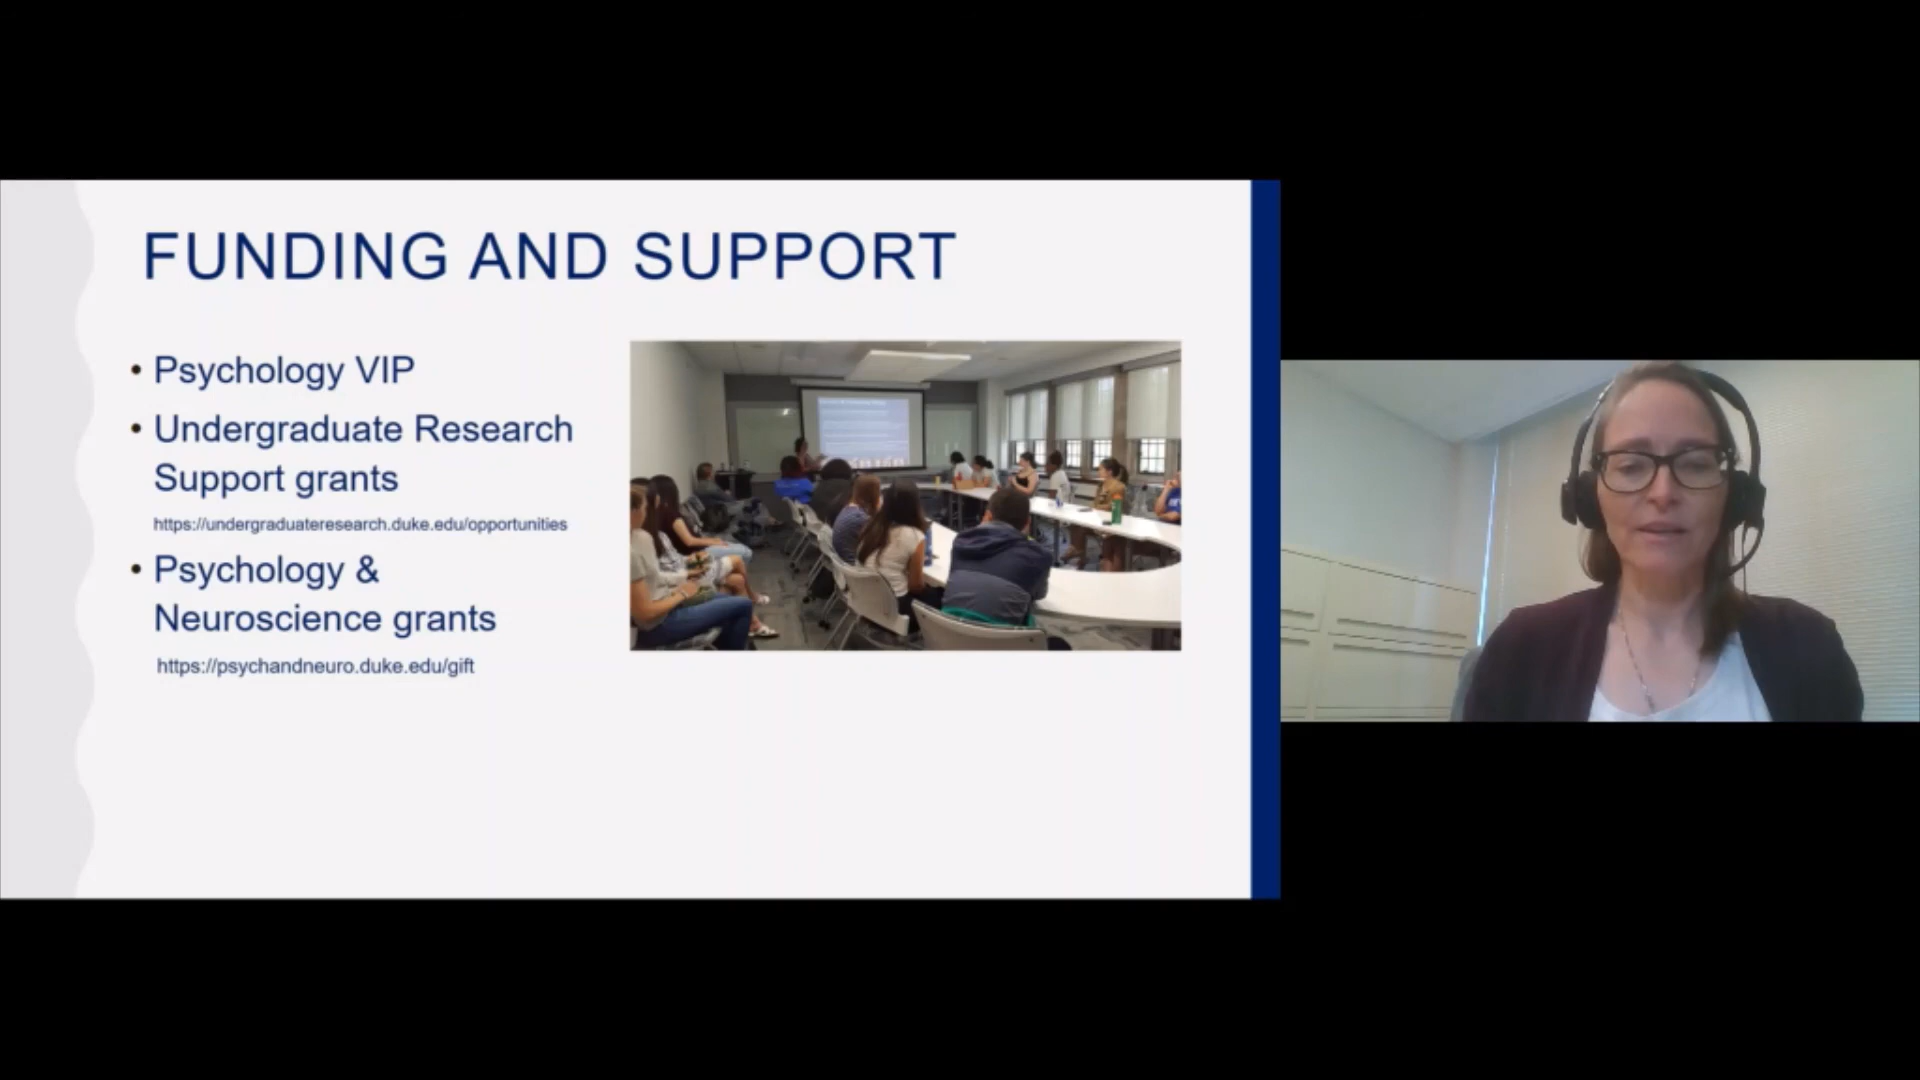 FUNDING AND SUPPORT
• Psychology VIP
• Undergraduate Research
Support grants
https://undergraduateresearch.duke.edu/opportunities
• Psychology &
Neuroscience grants
https://psychandneuro.duke.edu/gift